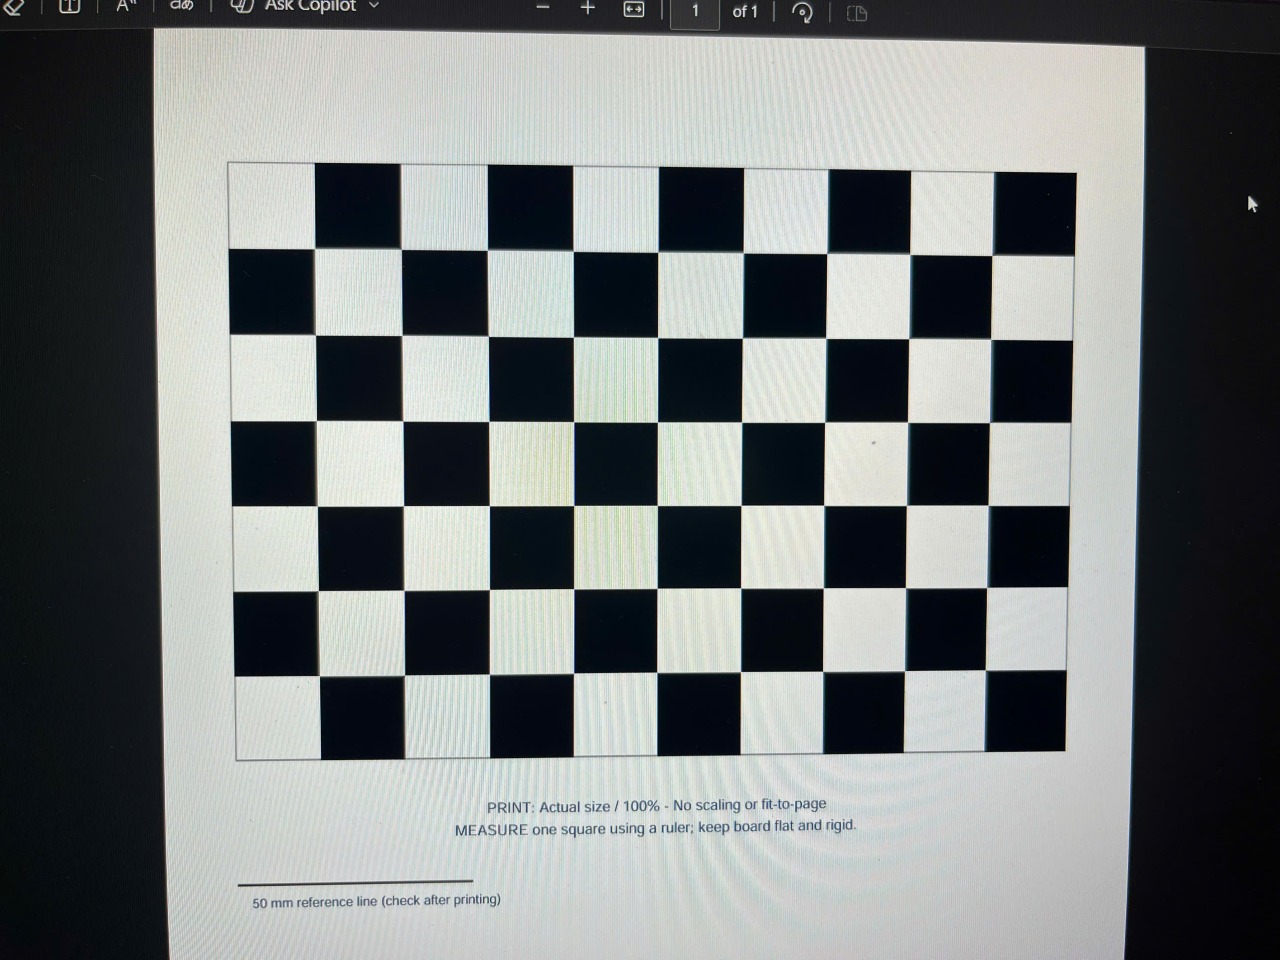 Ask Copilot
1 of 1
PRINT: Actual size / 100% - No scaling or fit-to-page
MEASURE one square using a ruler; keep board flat and rigid.
50 mm reference line (check after printing)